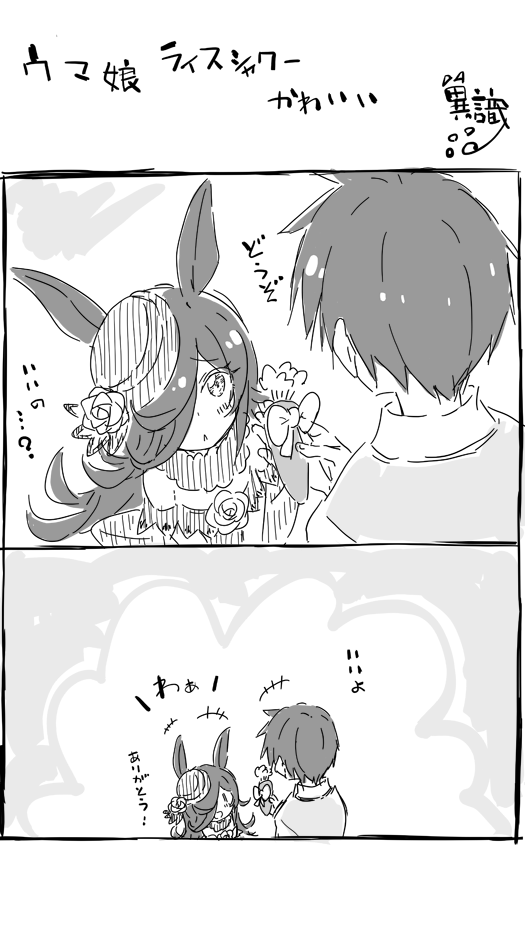 ウマ娘 ライスシャワー
かわいい
異識
どうぞ
いいの…?
いいよ
わぁ
ありがとう!